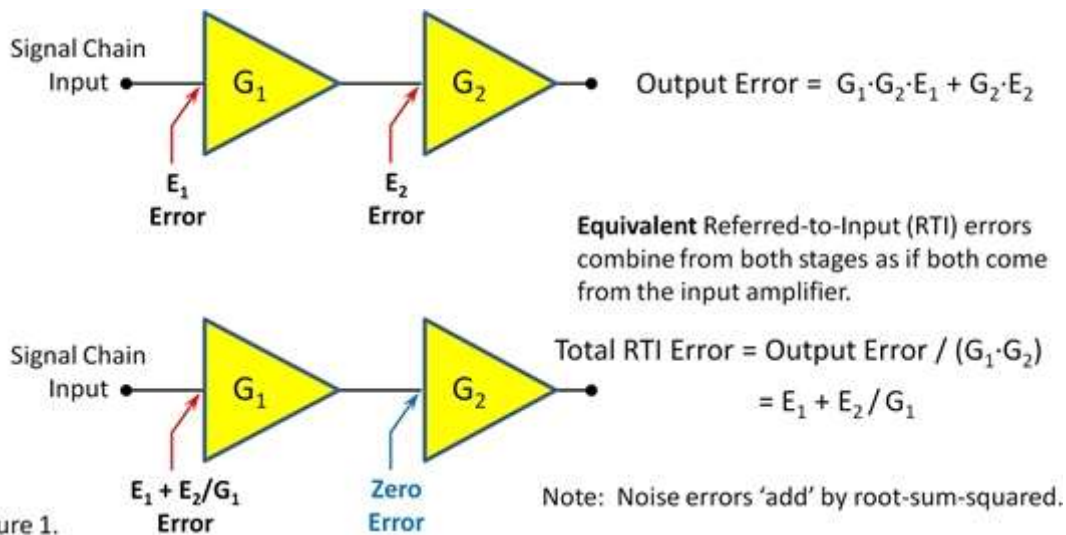 Signal Chain
Input
G₁
G₂
Output Error = G₁·G₂·E₁ + G₂·E₂
E₁
Error
E₂
Error
Equivalent Referred-to-Input (RTI) errors
combine from both stages as if both come
from the input amplifier.
Signal Chain
Input
G₁
G₂
Total RTI Error = Output Error / (G₁·G₂)
= E₁ + E₂ / G₁
E₁ + E₂/G₁
Error
Zero
Error
Note: Noise errors ‘add’ by root-sum-squared.
ure 1.